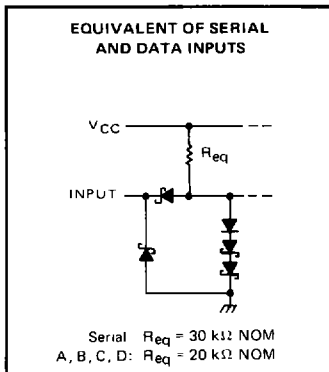 EQUIVALENT OF SERIAL
AND DATA INPUTS
VCC
Req
INPUT
Serial Req = 30 kΩ NOM
A, B, C, D: Req = 20 kΩ NOM